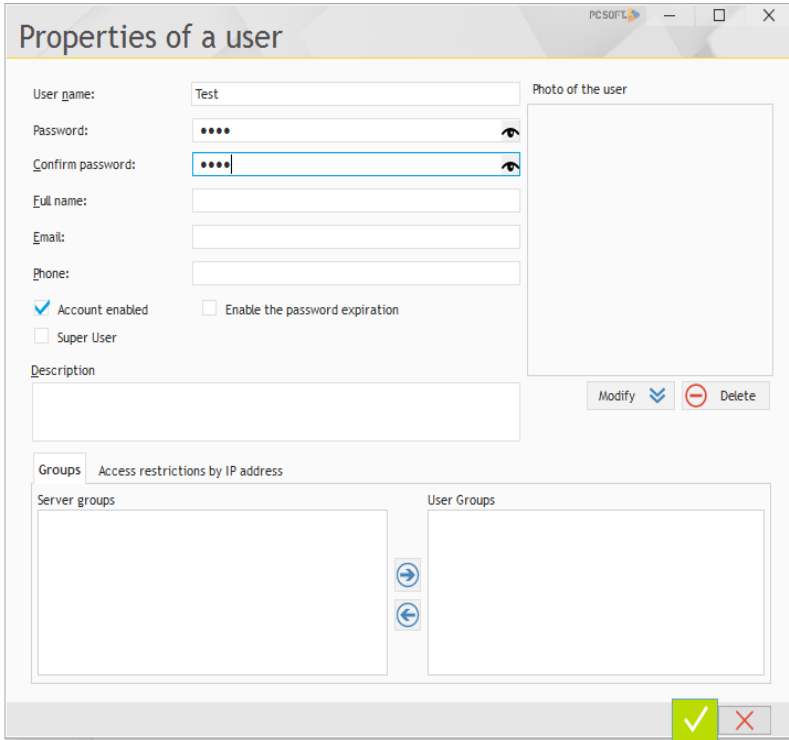 PC SOFT
Properties of a user
User name: Test
Photo of the user
Password: ••••
Confirm password: ••••
Full name:
Email:
Phone:
Account enabled Enable the password expiration
Super User
Description
Modify Delete
Groups Access restrictions by IP address
Server groups User Groups